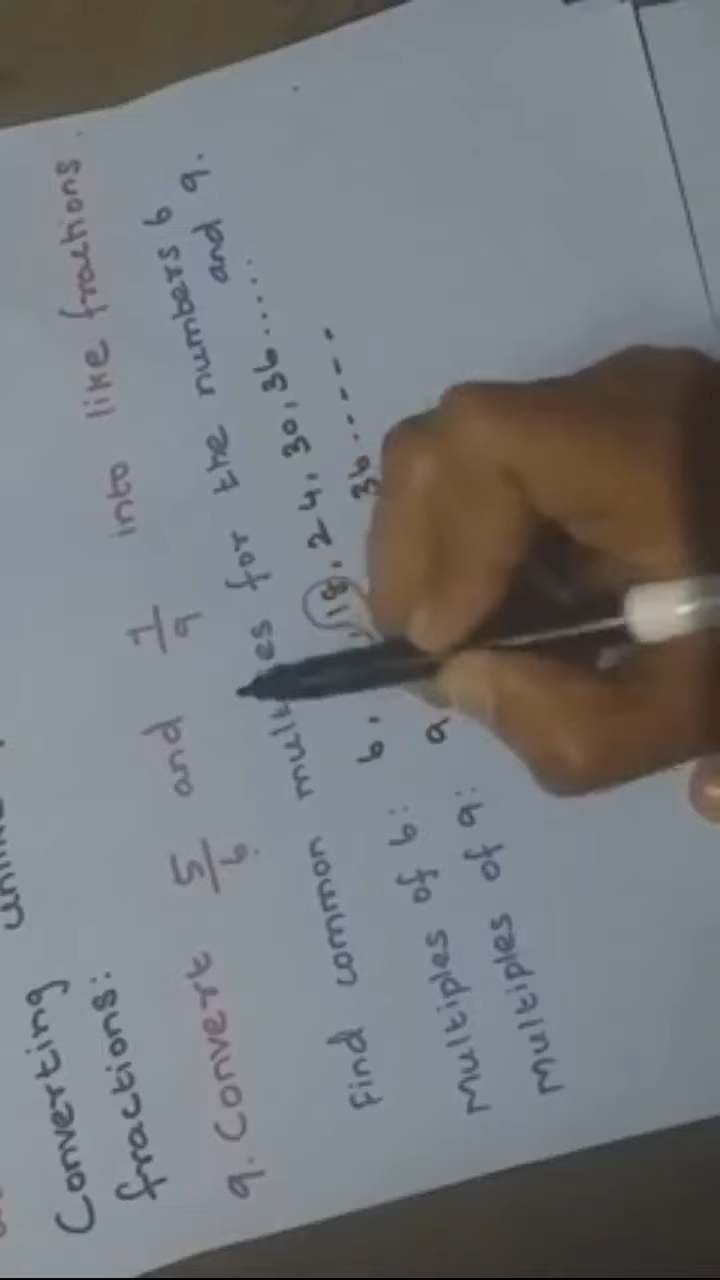 Converting unlike
fractions:
q. Convert 5/6 and 1/9 into like fractions.
Find common multiples for the numbers 6
and 9.
Multiples of 6: 6, 18, 24, 30, 36.....
Multiples of 9: 9 36.....